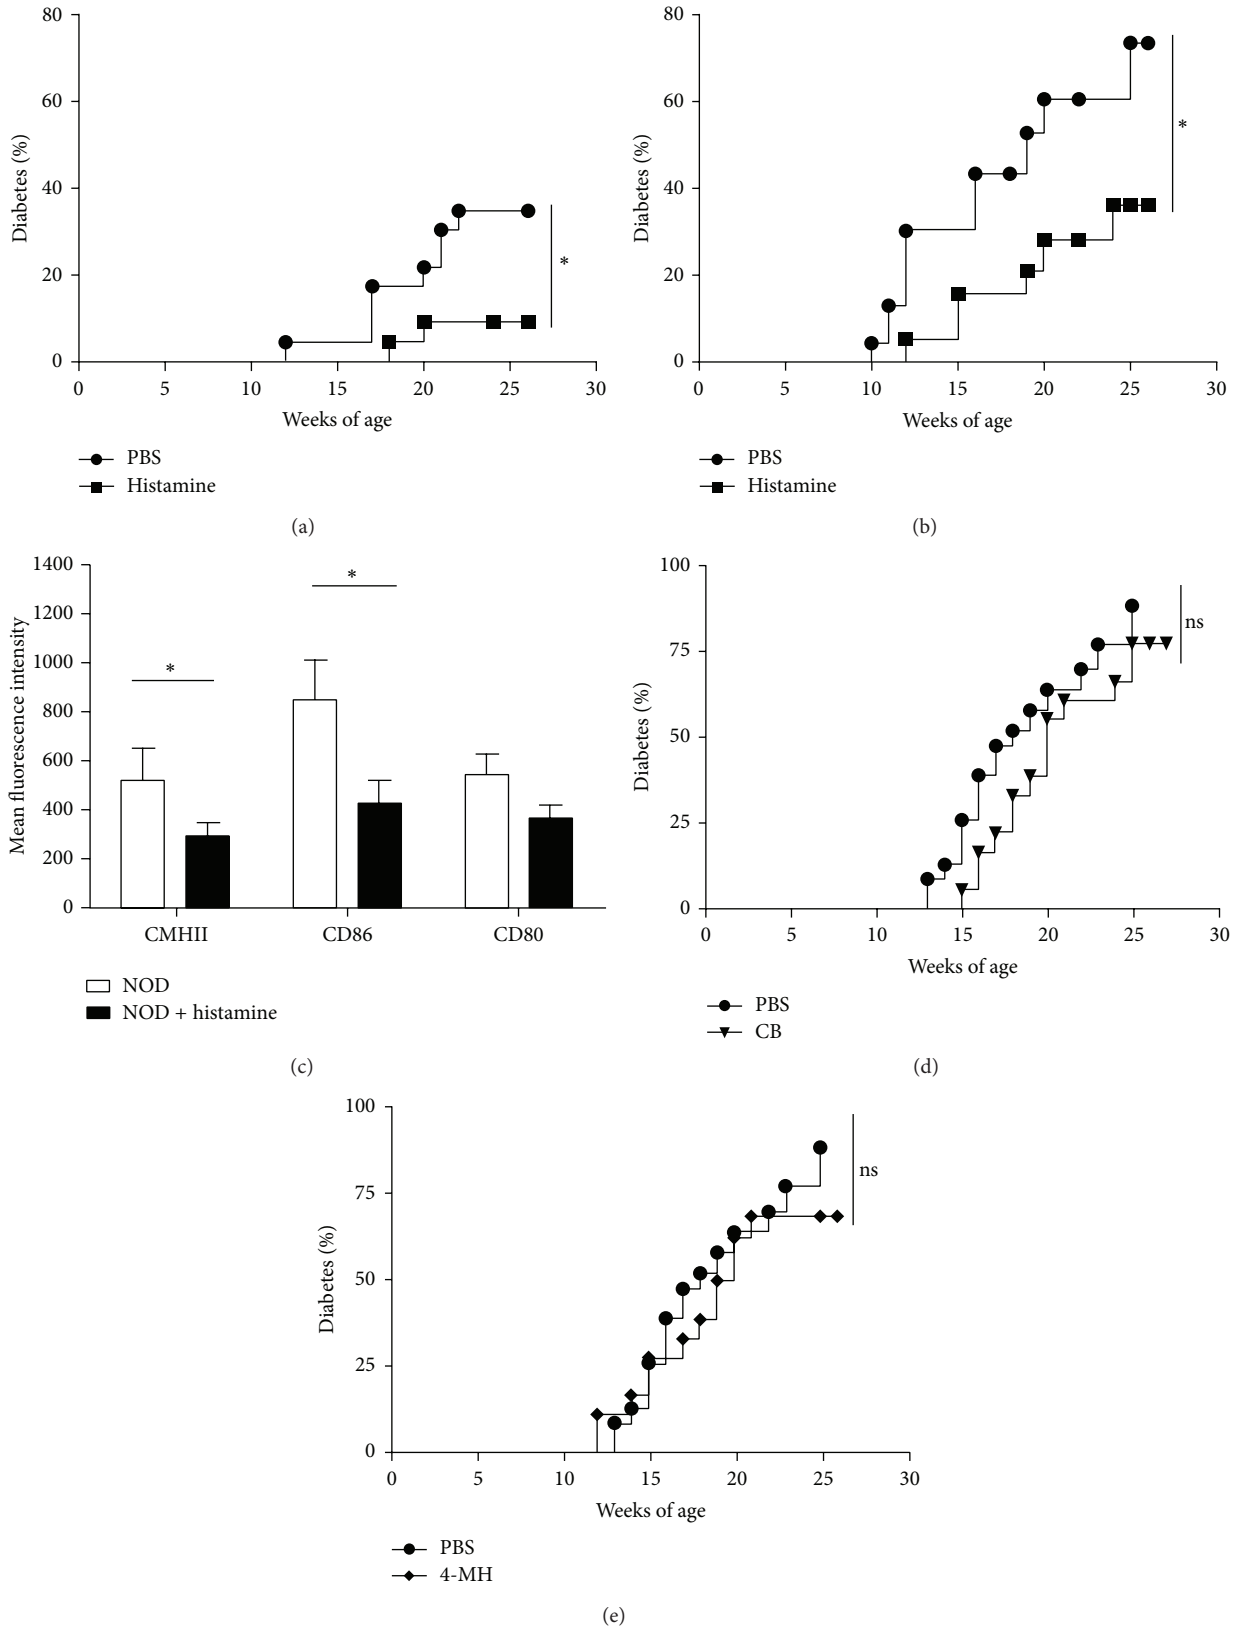 80
60
40
20
0
Diabetes (%)
*
0 5 10 15 20 25 30
Weeks of age
PBS
Histamine
(a)
80
60
40
20
0
Diabetes (%)
*
0 5 10 15 20 25 30
Weeks of age
PBS
Histamine
(b)
1400
1200
1000
800
600
400
200
0
Mean fluorescence intensity
*
*
CMHII CD86 CD80
NOD
NOD + histamine
(c)
100
75
50
25
0
Diabetes (%)
ns
0 5 10 15 20 25 30
Weeks of age
PBS
CB
(d)
100
75
50
25
0
Diabetes (%)
ns
0 5 10 15 20 25 30
Weeks of age
PBS
4-MH
(e)